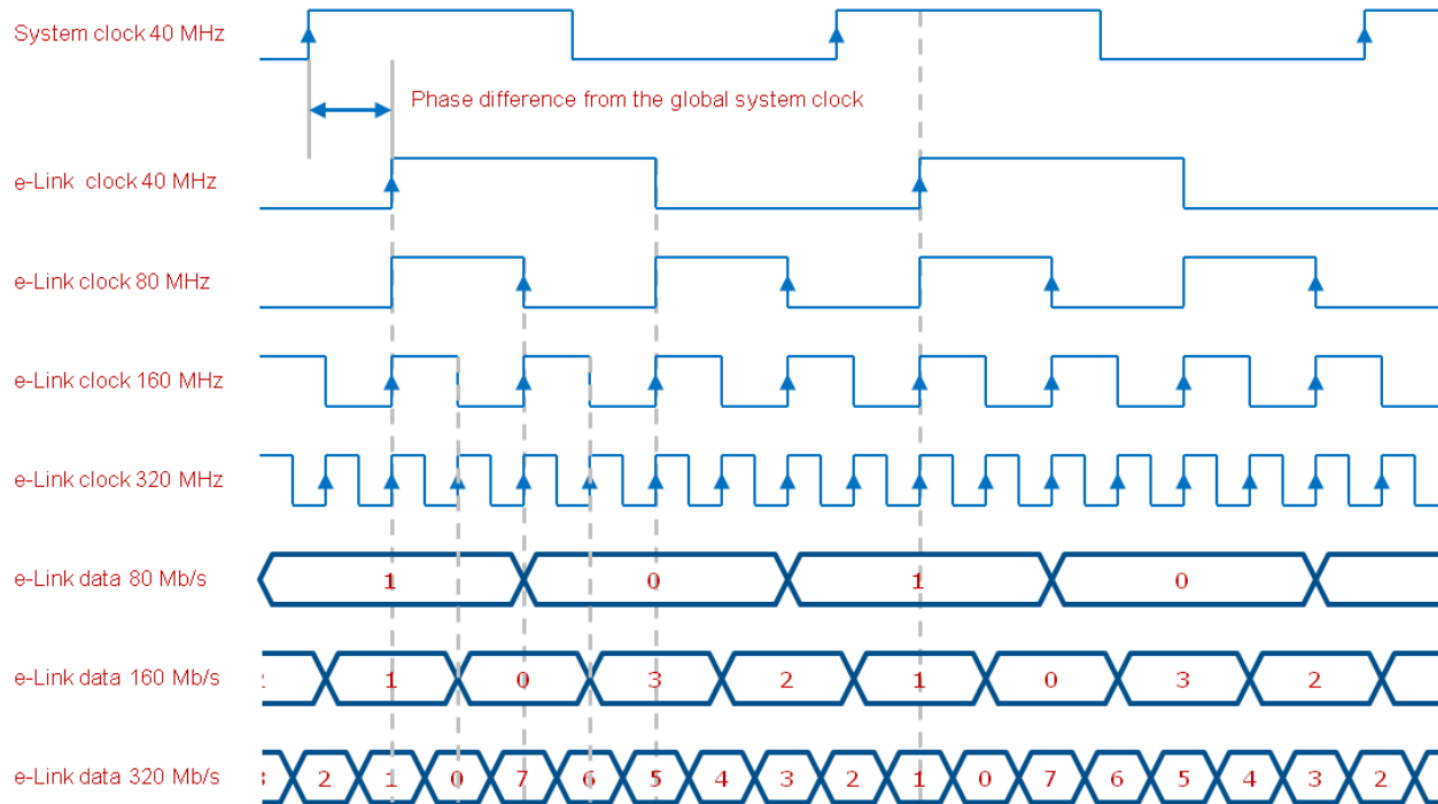 System clock 40 MHz
Phase difference from the global system clock
e-Link clock 40 MHz
e-Link clock 80 MHz
e-Link clock 160 MHz
e-Link clock 320 MHz
e-Link data 80 Mb/s 1 0 1 0
e-Link data 160 Mb/s 1 0 3 2 1 0 3 2
e-Link data 320 Mb/s 2 1 0 7 6 5 4 3 2 1 0 7 6 5 4 3 2